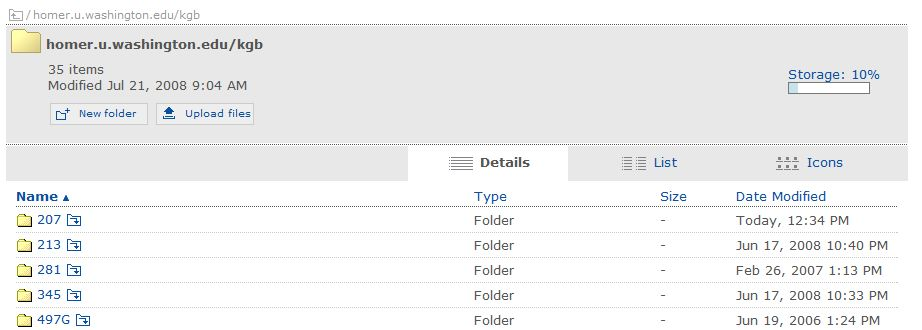 / homer.u.washington.edu/kgb
homer.u.washington.edu/kgb
35 items
Modified Jul 21, 2008 9:04 AM
Storage: 10%
New folder Upload files
Details List Icons
Name ▲ Type Size Date Modified
207 Folder - Today, 12:34 PM
213 Folder - Jun 17, 2008 10:40 PM
281 Folder - Feb 26, 2007 1:13 PM
345 Folder - Jun 17, 2008 10:33 PM
497G Folder - Jun 19, 2006 1:24 PM